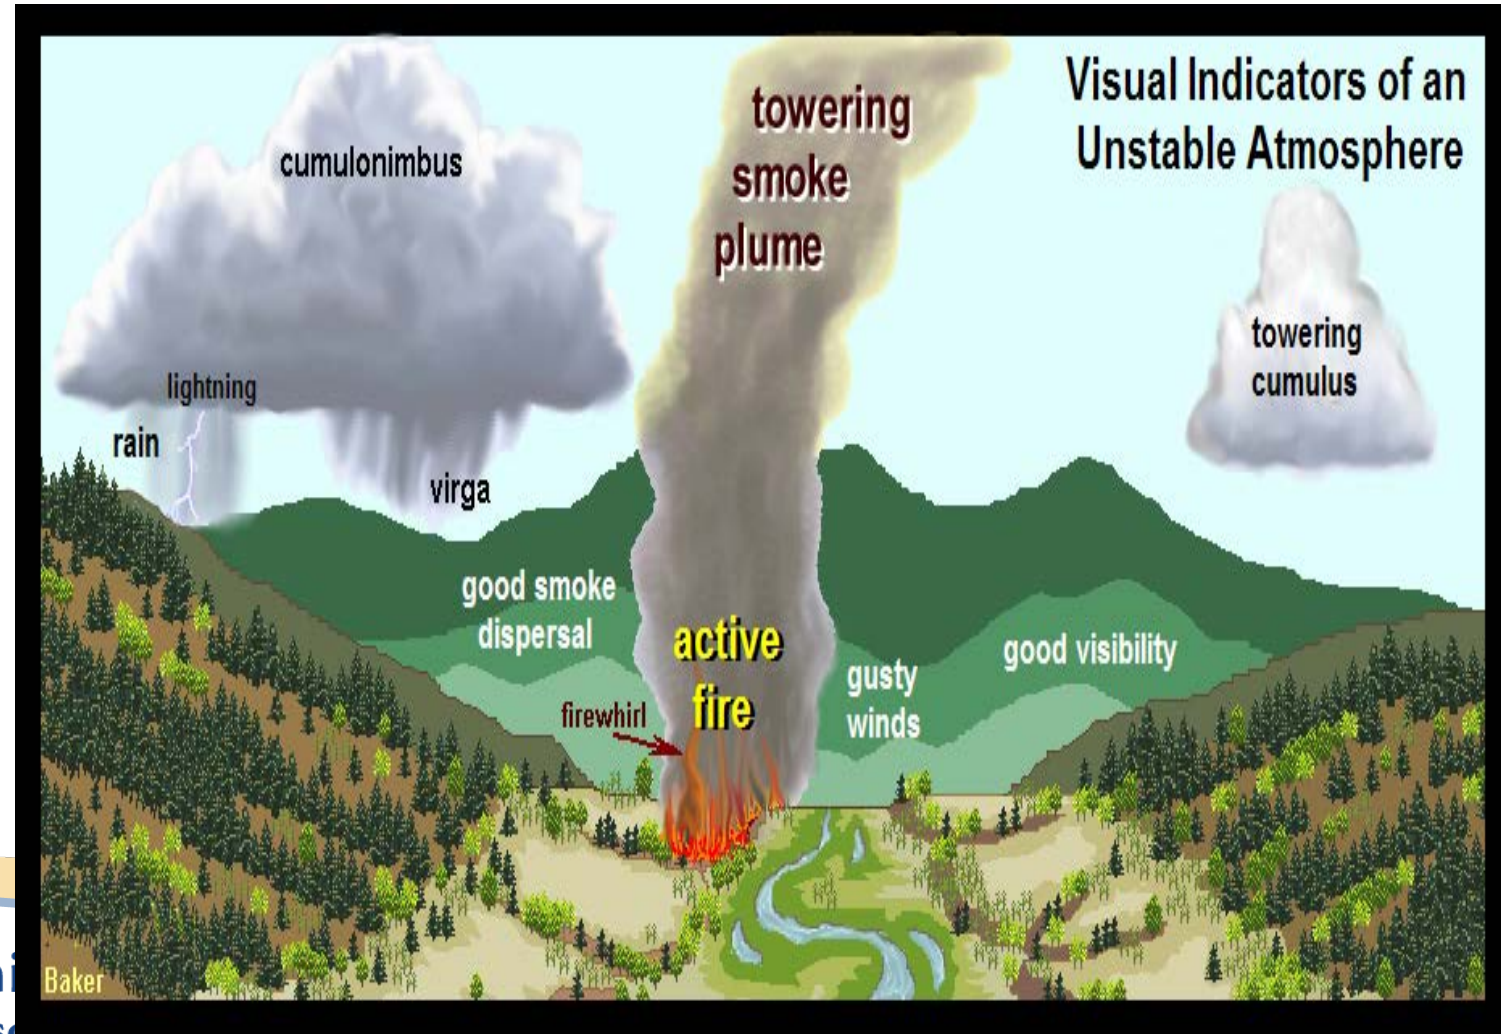 Visual Indicators of an
Unstable Atmosphere
cumulonimbus
towering
smoke
plume
towering
cumulus
lightning
rain
virga
good smoke
dispersal
active
fire
firewhirl
gusty
winds
good visibility
Baker